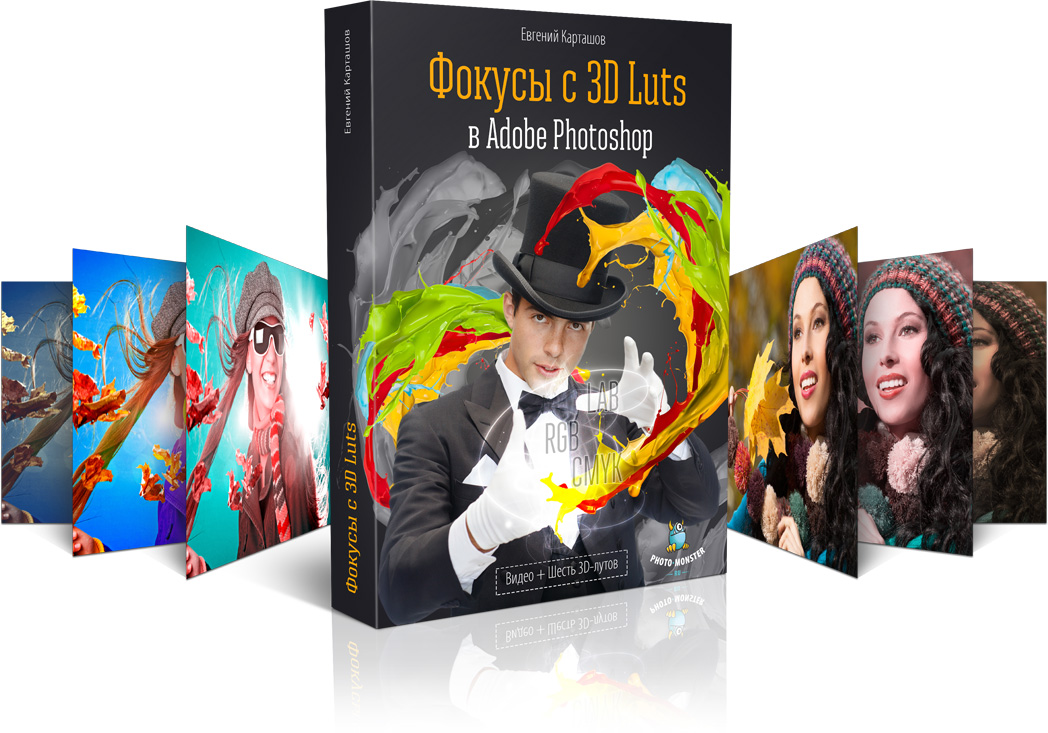 Евгений Карташов
Фокусы с 3D Luts
в Adobe Photoshop
LAB
RGB
CMYK
Видео + Шесть 3D-лутов
PHOTO-MONSTER
RU
Евгений Карташов
Фокусы с 3D Luts